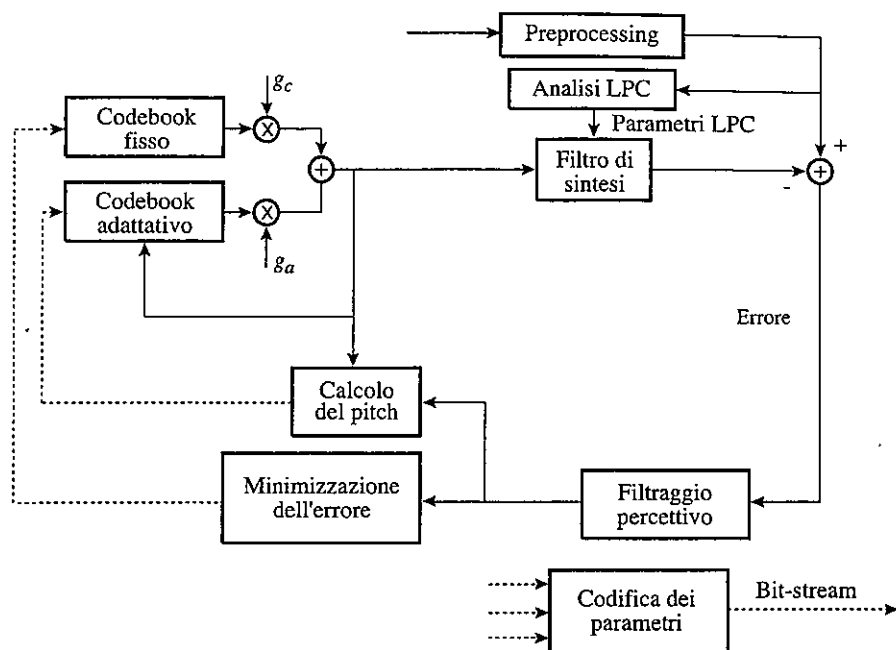 Preprocessing
Analisi LPC
Parametri LPC
g_c
Codebook
fisso
X
+
+
Filtro di
sintesi
+
-
Codebook
adattativo
X
g_a
Errore
Calcolo
del pitch
Minimizzazione
dell'errore
Filtraggio
percettivo
Codifica dei
parametri
Bit-stream